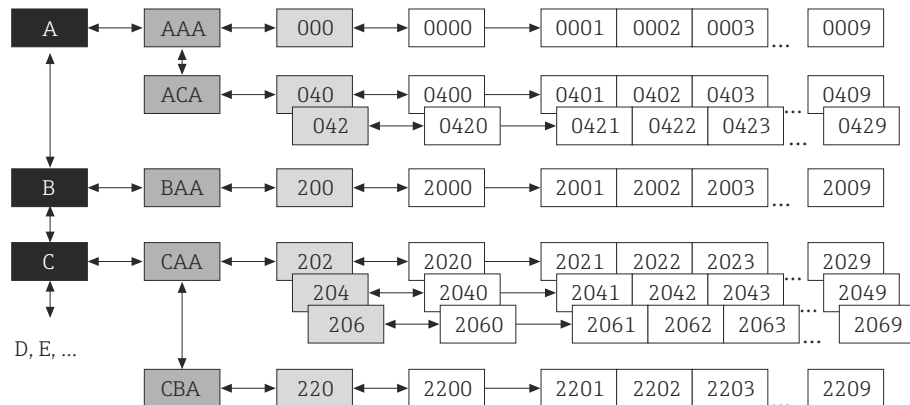 A AAA 000 0000 0001 0002 0003 ... 0009
ACA 040 0400 0401 0402 0403 ... 0409
042 0420 0421 0422 0423 ... 0429
B BAA 200 2000 2001 2002 2003 ... 2009
C CAA 202 2020 2021 2022 2023 ... 2029
204 2040 2041 2042 2043 ... 2049
206 2060 2061 2062 2063 ... 2069
D, E, ...
CBA 220 2200 2201 2202 2203 ... 2209